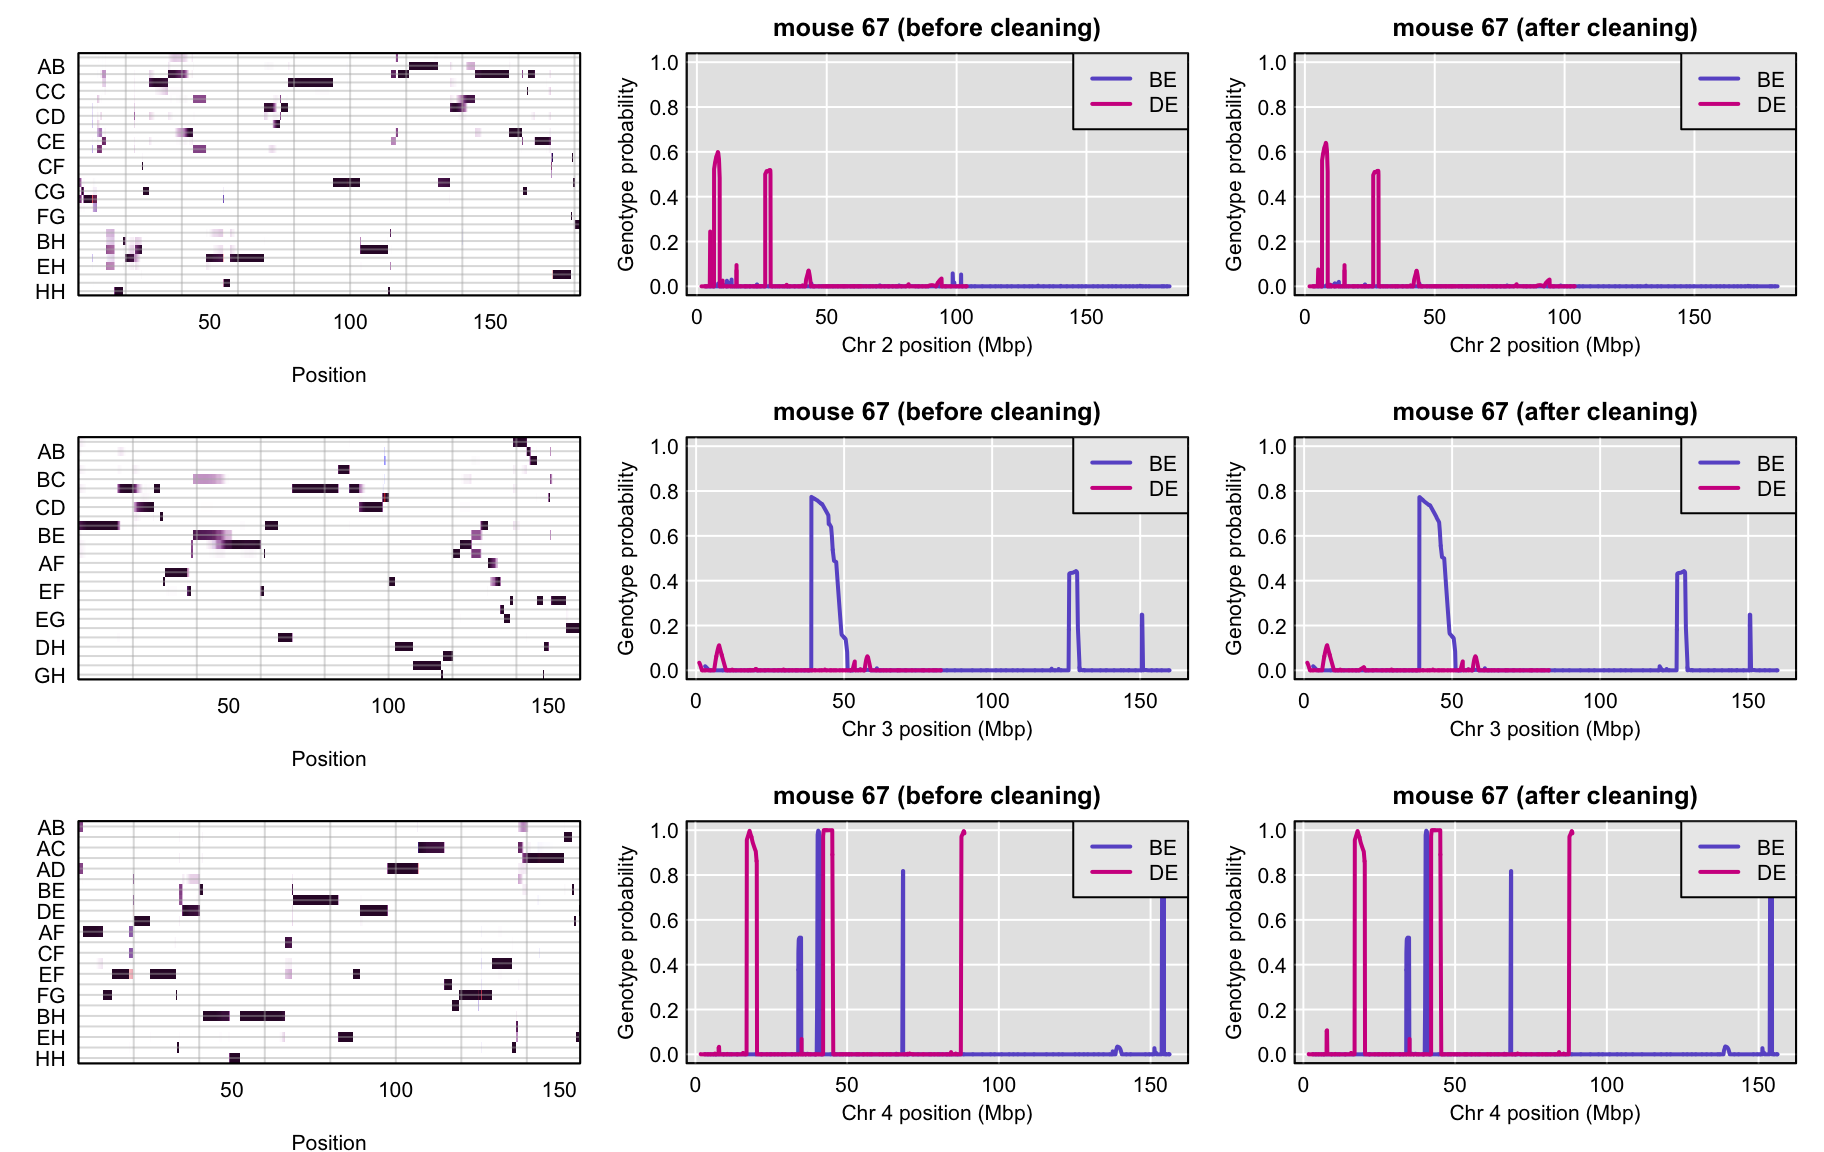 mouse 67 (before cleaning)
mouse 67 (after cleaning)
AB
CC
CD
CE
CF
CG
FG
BH
EH
HH
50 100 150
Position
Genotype probability
1.0
0.8
0.6
0.4
0.2
0.0
BE
DE
0 50 100 150
Chr 2 position (Mbp)
Genotype probability
1.0
0.8
0.6
0.4
0.2
0.0
BE
DE
0 50 100 150
Chr 2 position (Mbp)
mouse 67 (before cleaning)
mouse 67 (after cleaning)
AB
BC
CD
BE
AF
EF
EG
DH
GH
50 100 150
Position
Genotype probability
1.0
0.8
0.6
0.4
0.2
0.0
BE
DE
0 50 100 150
Chr 3 position (Mbp)
Genotype probability
1.0
0.8
0.6
0.4
0.2
0.0
BE
DE
0 50 100 150
Chr 3 position (Mbp)
mouse 67 (before cleaning)
mouse 67 (after cleaning)
AB
AC
AD
BE
DE
AF
CF
EF
FG
BH
EH
HH
50 100 150
Position
Genotype probability
1.0
0.8
0.6
0.4
0.2
0.0
BE
DE
0 50 100 150
Chr 4 position (Mbp)
Genotype probability
1.0
0.8
0.6
0.4
0.2
0.0
BE
DE
0 50 100 150
Chr 4 position (Mbp)